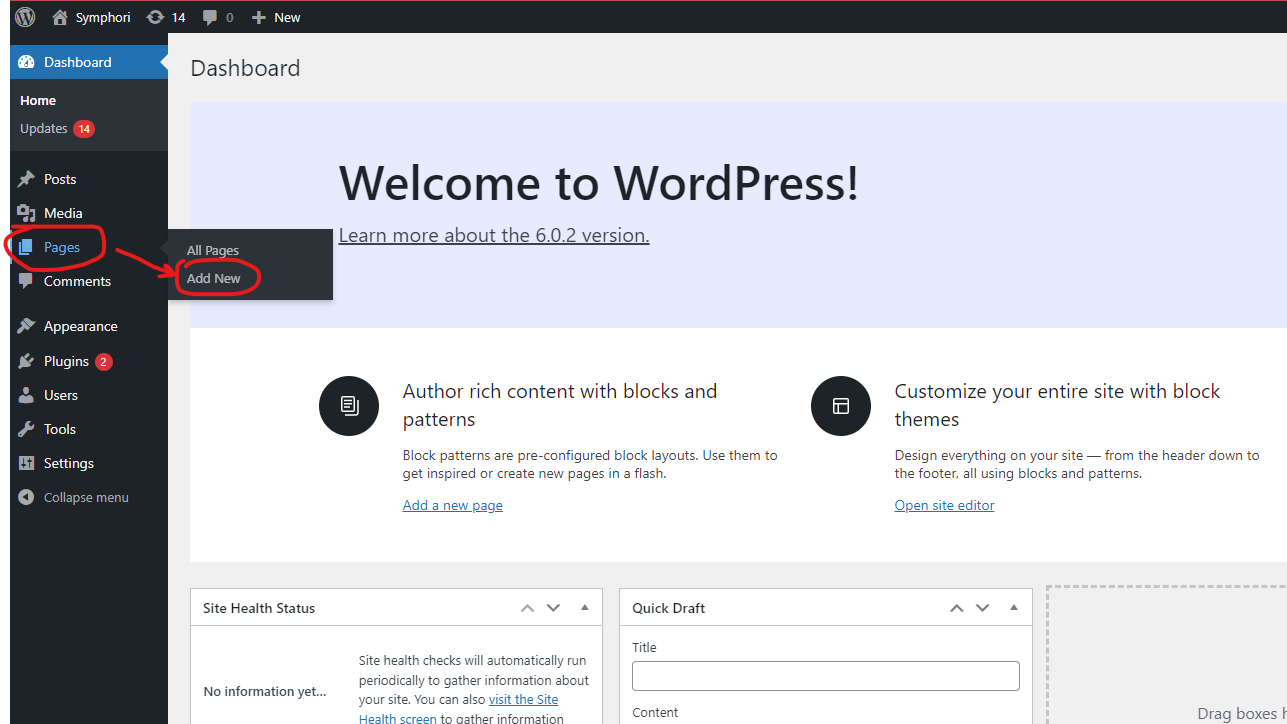 Symphori 14 0 New
Dashboard
Home
Updates 14
Posts
Media
Pages
Comments
Appearance
Plugins 2
Users
Tools
Settings
Collapse menu
All Pages
Add New
Dashboard
Welcome to WordPress!
Learn more about the 6.0.2 version.
Author rich content with blocks and
patterns
Block patterns are pre-configured block layouts. Use them to
get inspired or create new pages in a flash.
Add a new page
Customize your entire site with block
themes
Design everything on your site — from the header down to
the footer, all using blocks and patterns.
Open site editor
Site Health Status
No information yet...
Site health checks will automatically run
periodically to gather information about
your site. You can also visit the Site
Health screen to gather information
Quick Draft
Title
Content
Drag boxes